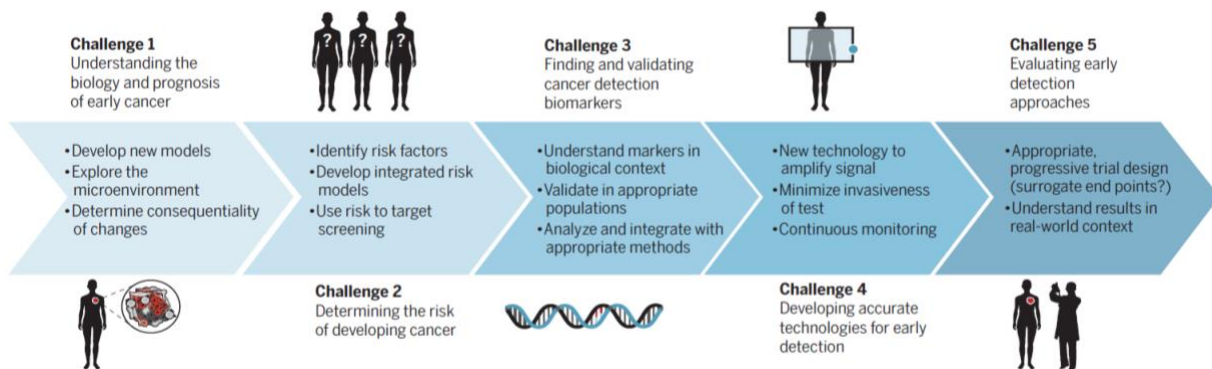 Challenge 1
Understanding the
biology and prognosis
of early cancer
•Develop new models
•Explore the
microenvironment
•Determine consequentiality
of changes
? ? ?
•Identify risk factors
•Develop integrated risk
models
•Use risk to target
screening
Challenge 2
Determining the risk
of developing cancer
Challenge 3
Finding and validating
cancer detection
biomarkers
•Understand markers in
biological context
•Validate in appropriate
populations
•Analyze and integrate with
appropriate methods
•New technology to
amplify signal
•Minimize invasiveness
of test
•Continuous monitoring
Challenge 4
Developing accurate
technologies for early
detection
Challenge 5
Evaluating early
detection
approaches
•Appropriate,
progressive trial design
(surrogate end points?)
•Understand results in
real-world context